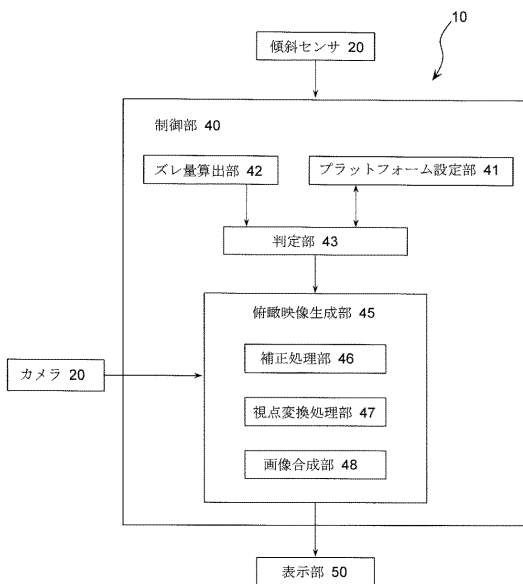 10
傾斜センサ 20
制御部 40
ズレ量算出部 42
プラットフォーム設定部 41
判定部 43
俯瞰映像生成部 45
補正処理部 46
カメラ 20
視点変換処理部 47
画像合成部 48
表示部 50